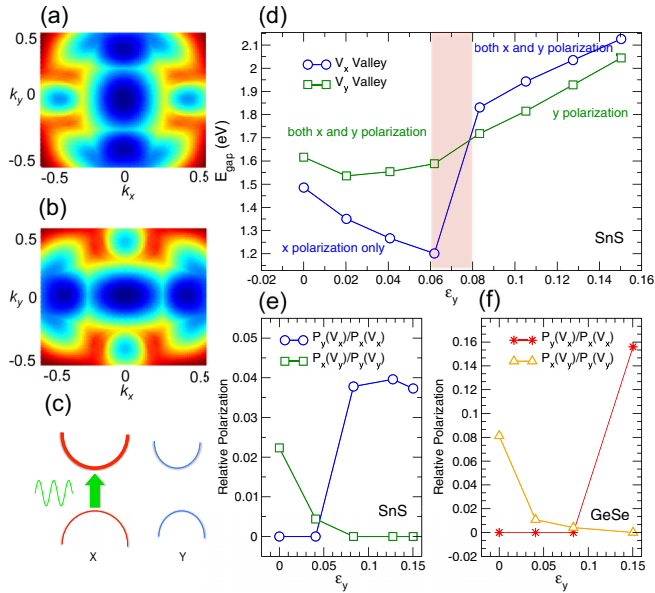 (a)
0.5
k_y 0
-0.5
-0.5 0 0.5
k_x
(b)
0.5
k_y 0
-0.5
-0.5 0 0.5
k_x
(c)
X Y
(d)
2.1
2
1.9
1.8
1.7
1.6
1.5
1.4
1.3
1.2
E_gap (eV)
V_x Valley
V_y Valley
both x and y polarization
both x and y polarization
y polarization
x polarization only
SnS
-0.02 0 0.02 0.04 0.06 0.08 0.1 0.12 0.14 0.16
ε_y
(e)
0.05
0.04
0.03
0.02
0.01
0
Relative Polarization
P_y(V_x)/P_x(V_x)
P_x(V_y)/P_y(V_y)
SnS
0 0.05 0.10 0.15
ε_y
(f)
0.16
0.14
0.12
0.10
0.08
0.06
0.04
0.02
0
-0.02
Relative Polarization
P_y(V_x)/P_x(V_x)
P_x(V_y)/P_y(V_y)
GeSe
0 0.05 0.10 0.15
ε_y